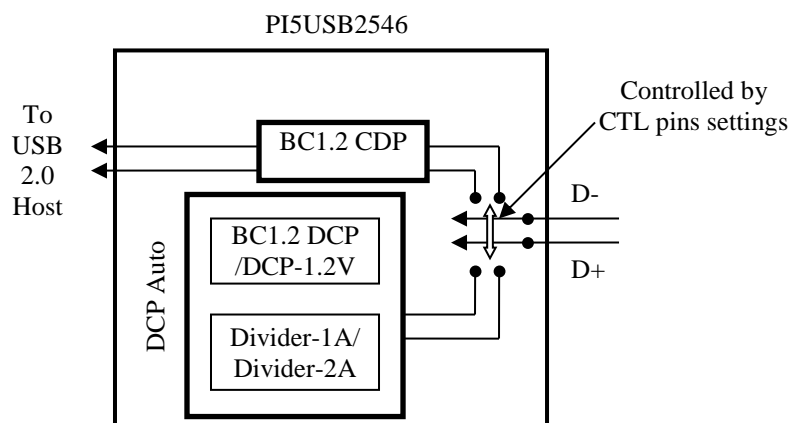 PI5USB2546
To
USB
2.0
Host
BC1.2 CDP
Controlled by
CTL pins settings
D-
D+
DCP Auto
BC1.2 DCP
/DCP-1.2V
Divider-1A/
Divider-2A